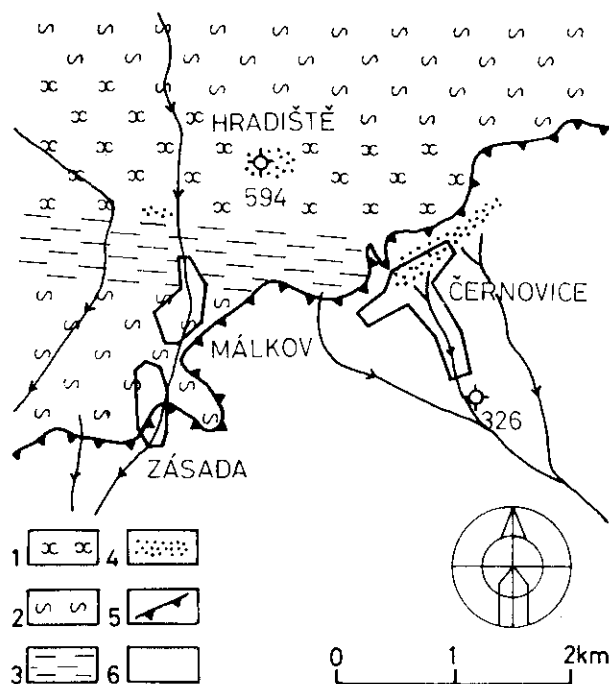 HRADIŠTĚ
594
ČERNOVICE
MÁLKOV
326
ZÁSADA
1 4
2 5
3 6
0 1 2km